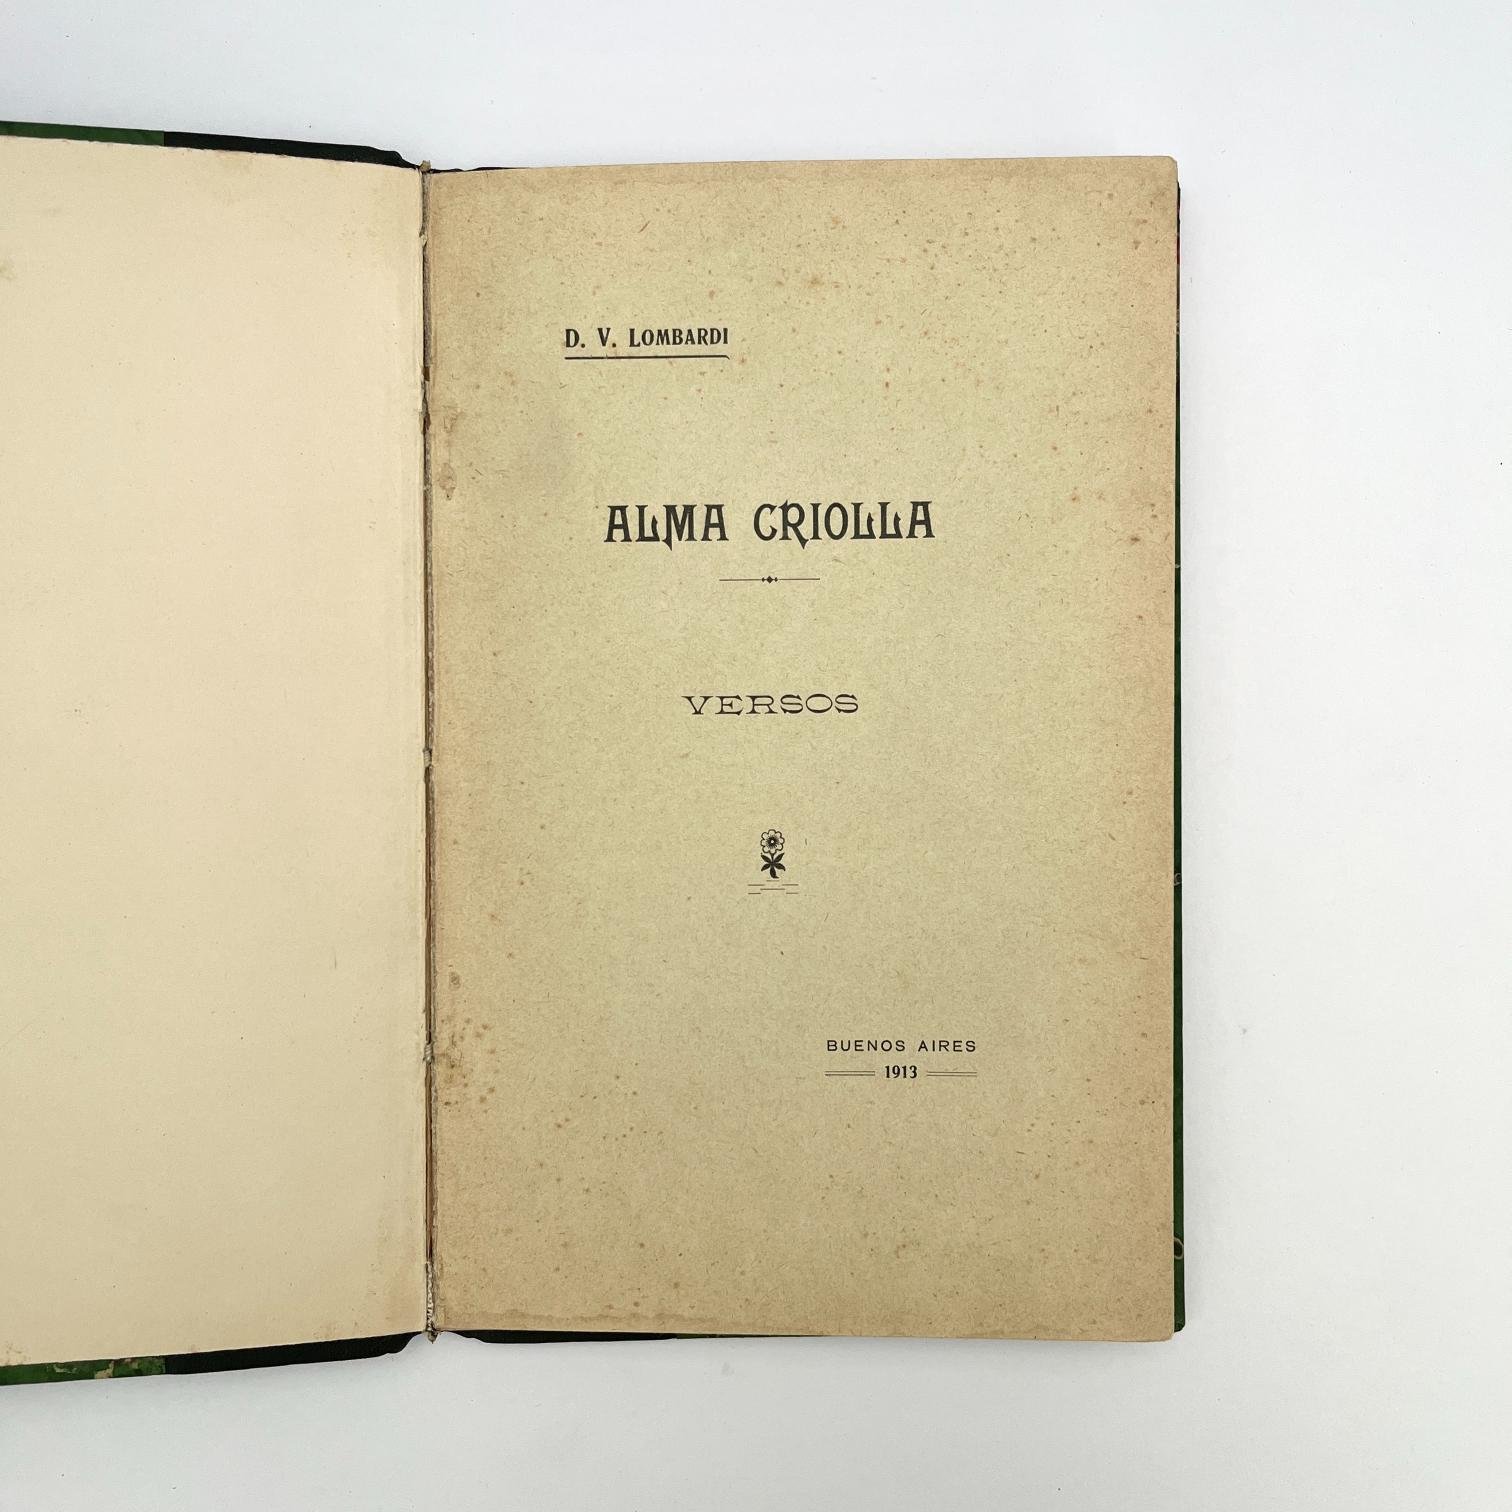 D. V. LOMBARDI
ALMA CRIOLLA
VERSOS
BUENOS AIRES
1913